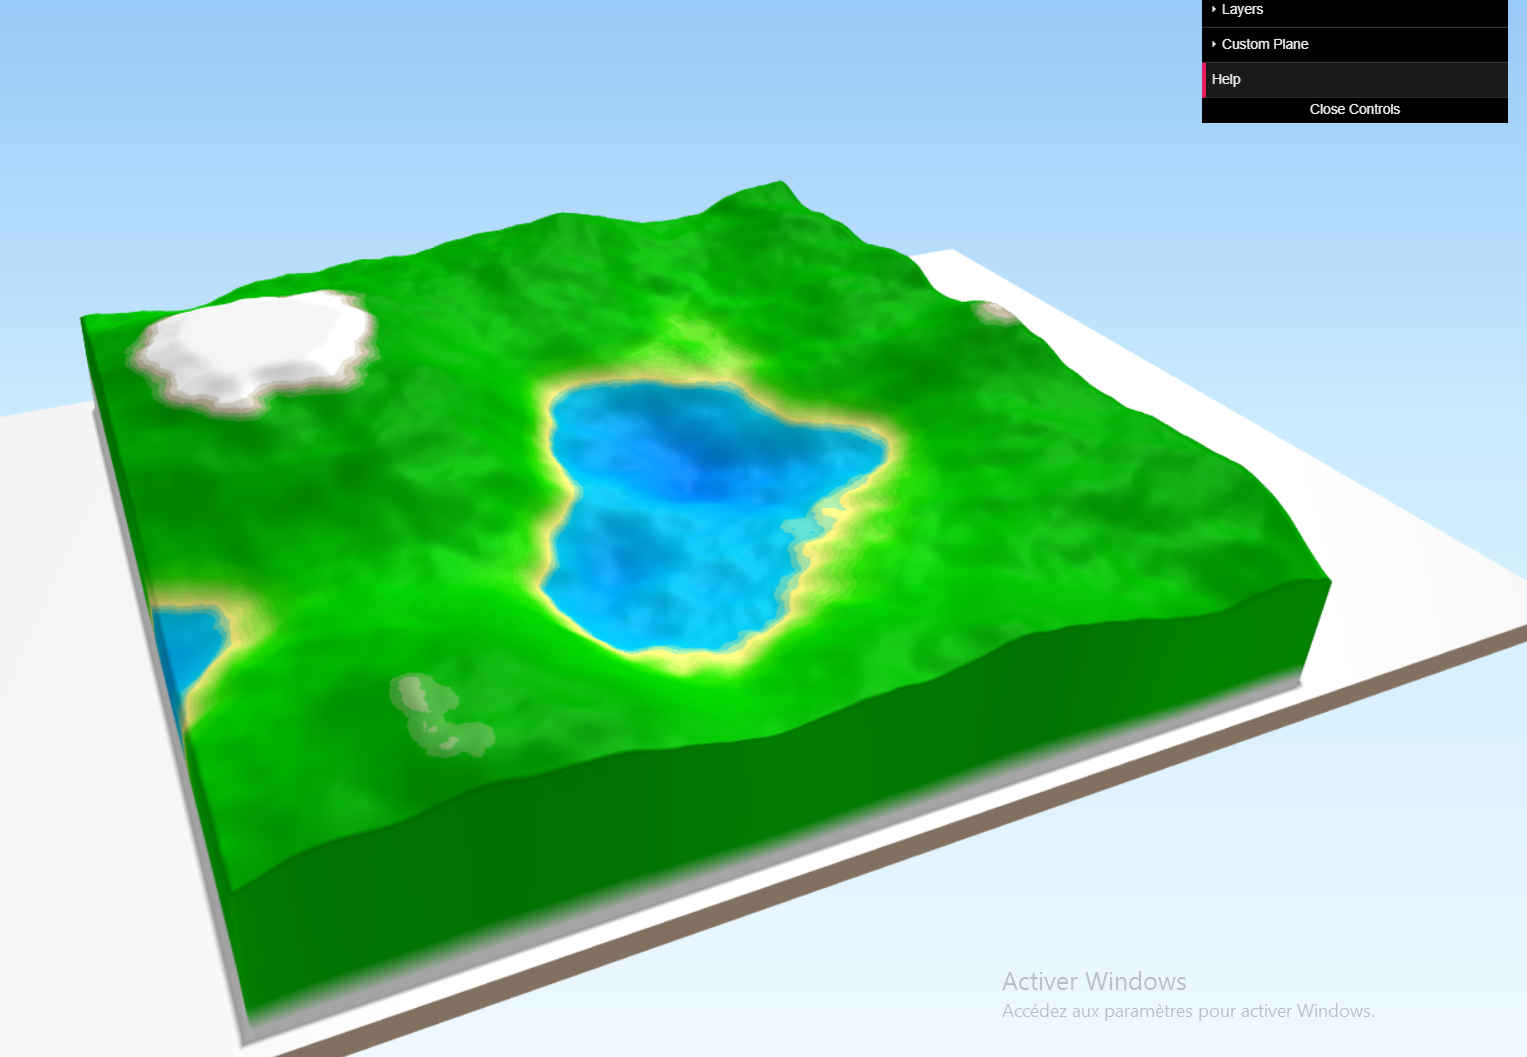 Layers
Custom Plane
Help
Close Controls
Activer Windows
Accédez aux paramètres pour activer Windows.